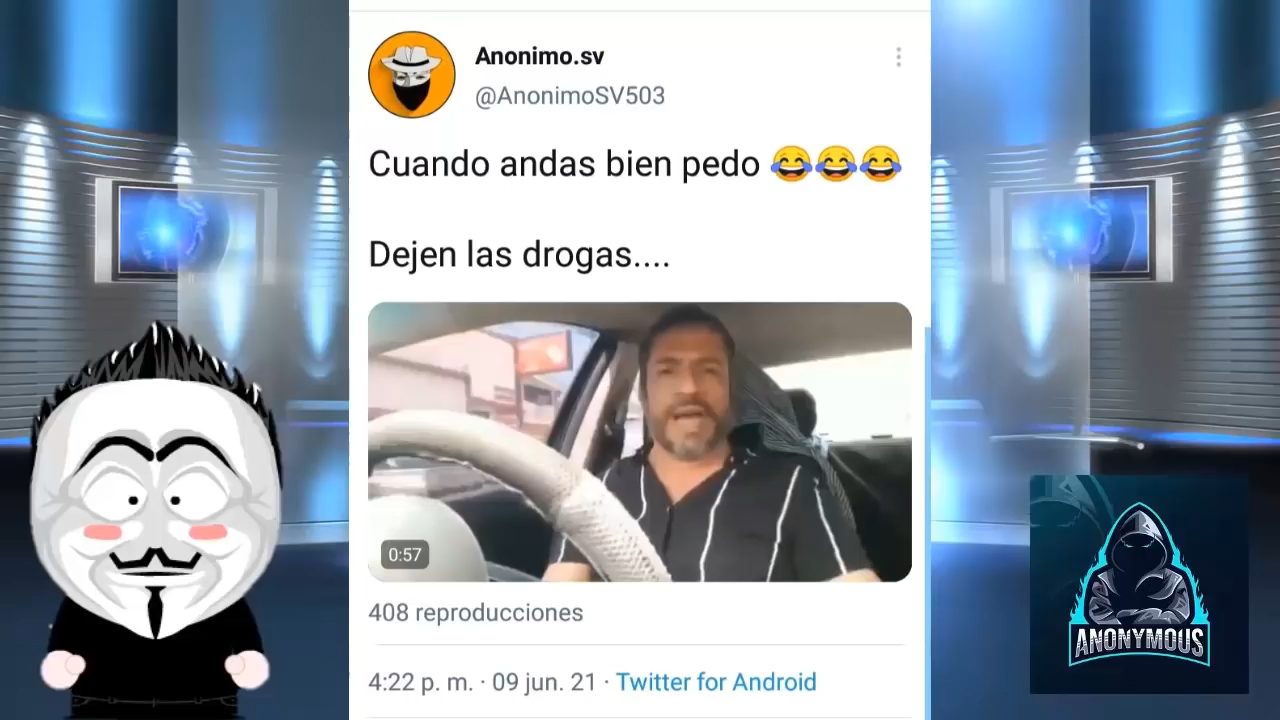 Anonimo.sv
@AnonimoSV503
Cuando andas bien pedo 😂😂😂
Dejen las drogas....
0:57
408 reproducciones
4:22 p. m. · 09 jun. 21 · Twitter for Android
ANONYMOUS